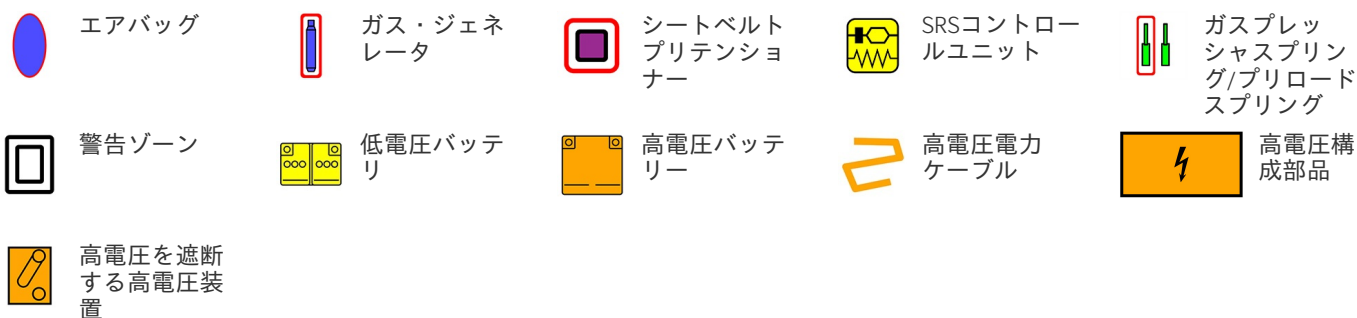 エアバッグ
ガス・ジェネ
レータ
シートベルト
プリテンショ
ナー
SRSコントロー
ルユニット
ガスプレッ
シャスプリン
グ/プリロード
スプリング
警告ゾーン
低電圧バッテ
リ
高電圧バッテ
リー
高電圧電力
ケーブル
高電圧構
成部品
高電圧を遮断
する高電圧装
置